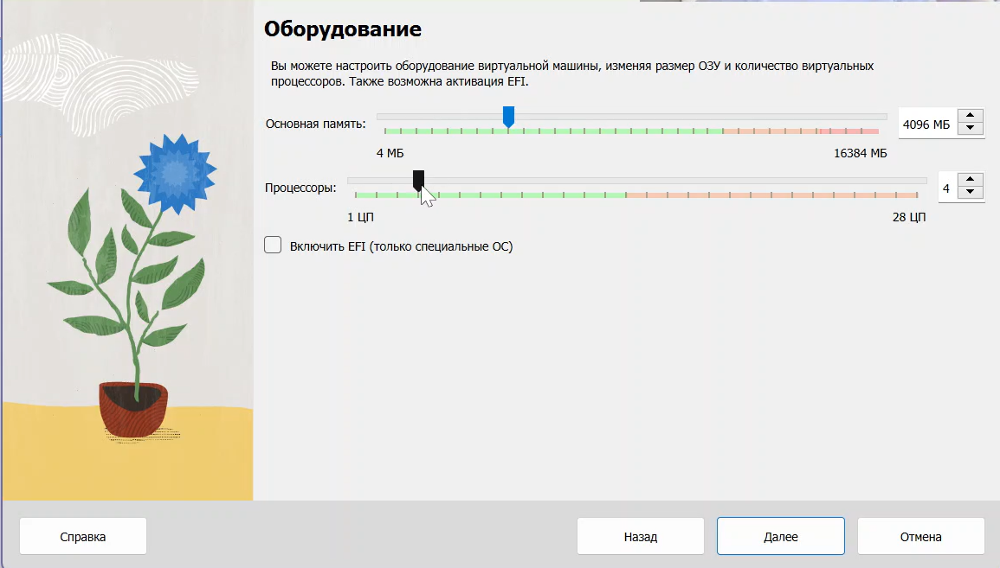 Оборудование
Вы можете настроить оборудование виртуальной машины, изменяя размер ОЗУ и количество виртуальных
процессоров. Также возможна активация EFI.
Основная память:
4096 МБ
4 МБ
16384 МБ
Процессоры:
4
1 ЦП
28 ЦП
Включить EFI (только специальные ОС)
Справка
Назад
Далее
Отмена